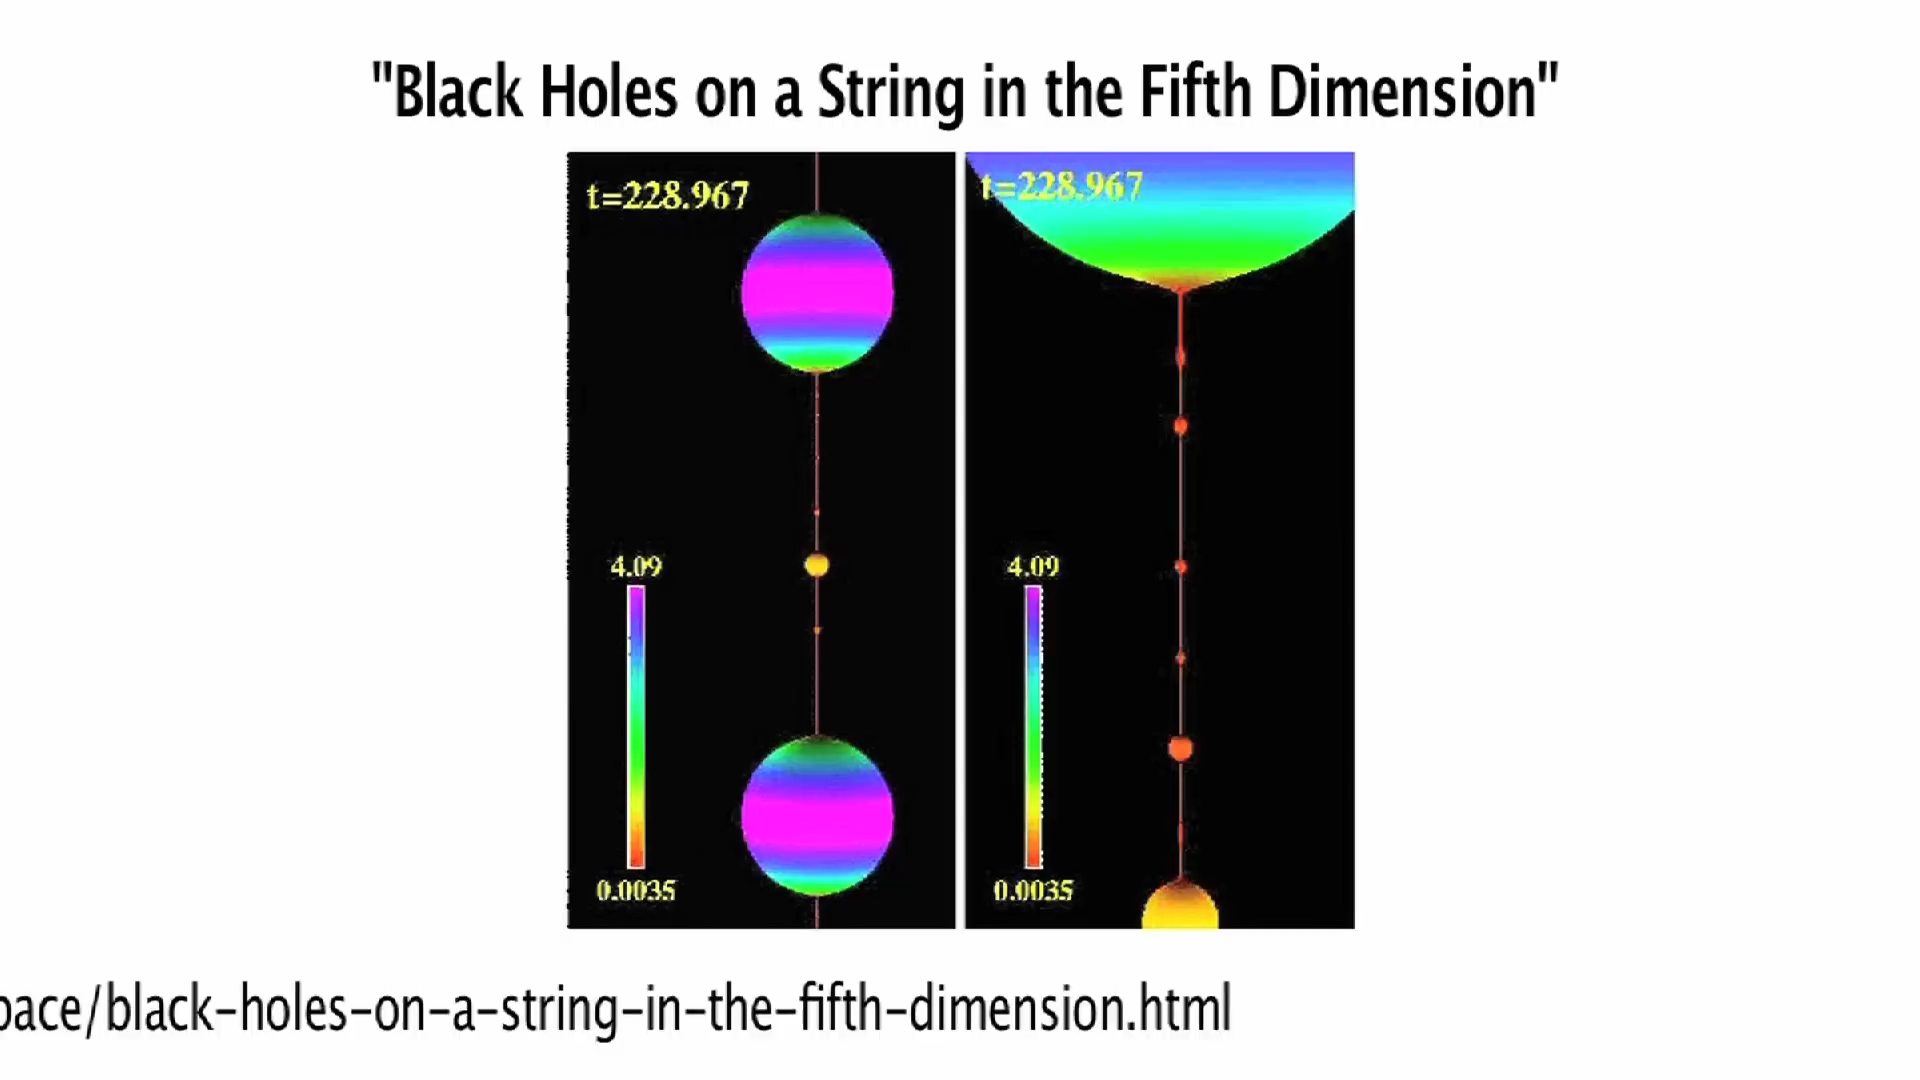 "Black Holes on a String in the Fifth Dimension"
t=228.967
4.09
0.0035
t=228.967
4.09
0.0035
pace/black-holes-on-a-string-in-the-fifth-dimension.html